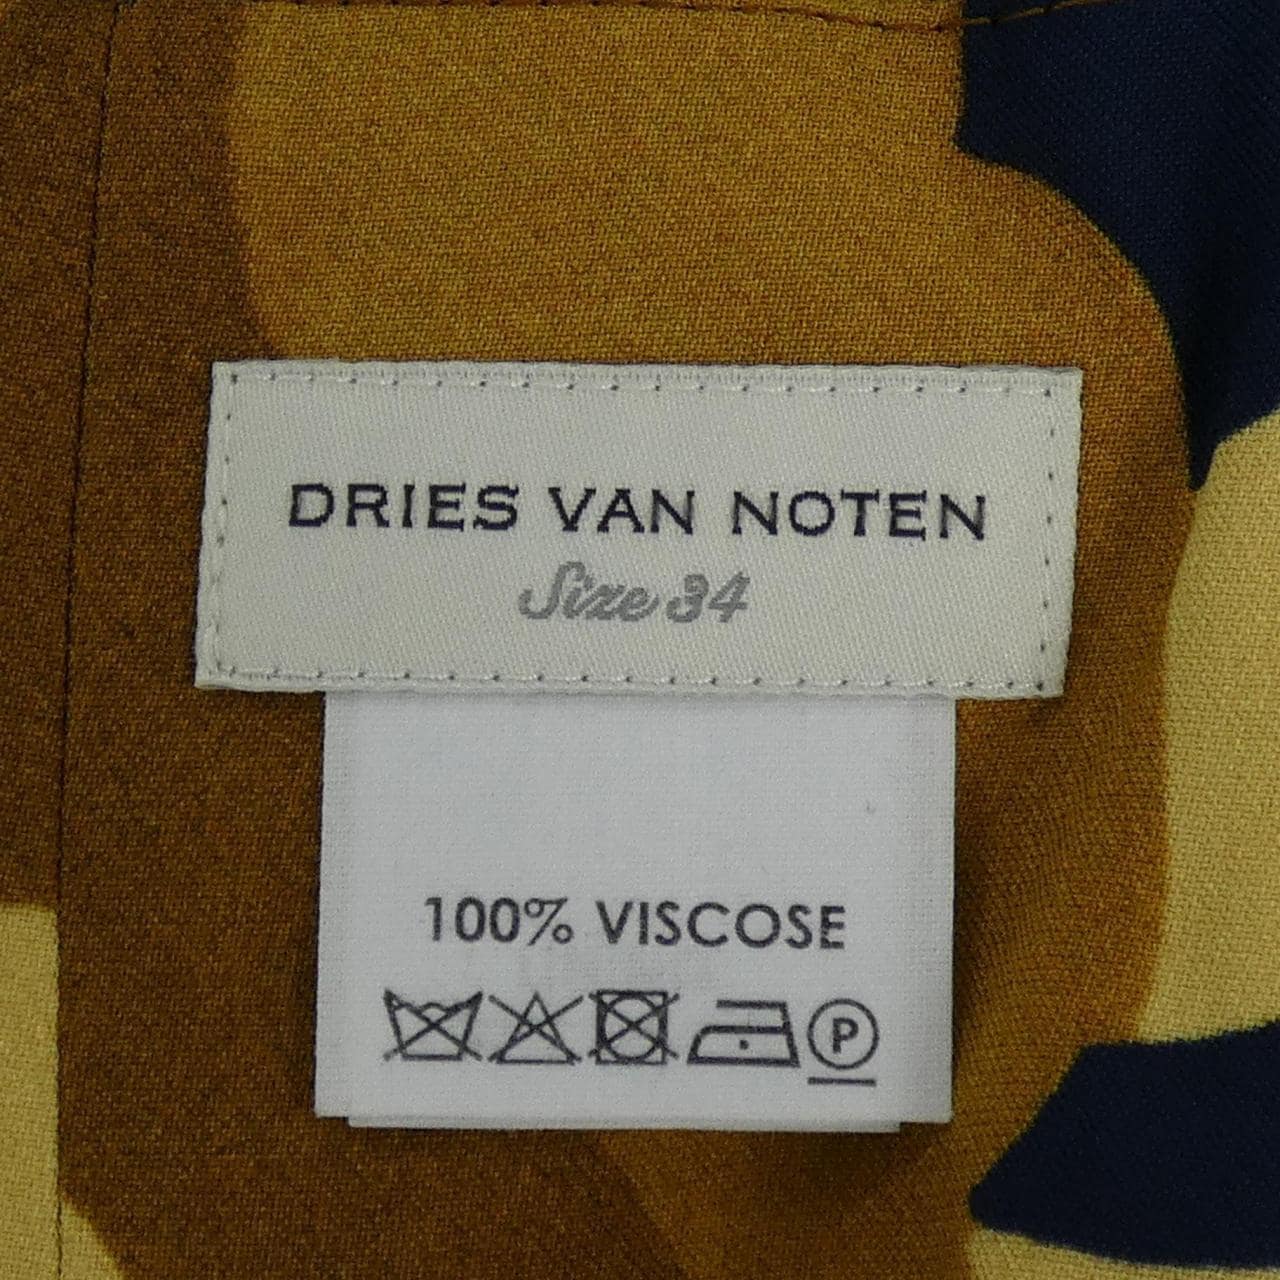 DRIES VAN NOTEN
Size 34
100% VISCOSE
P